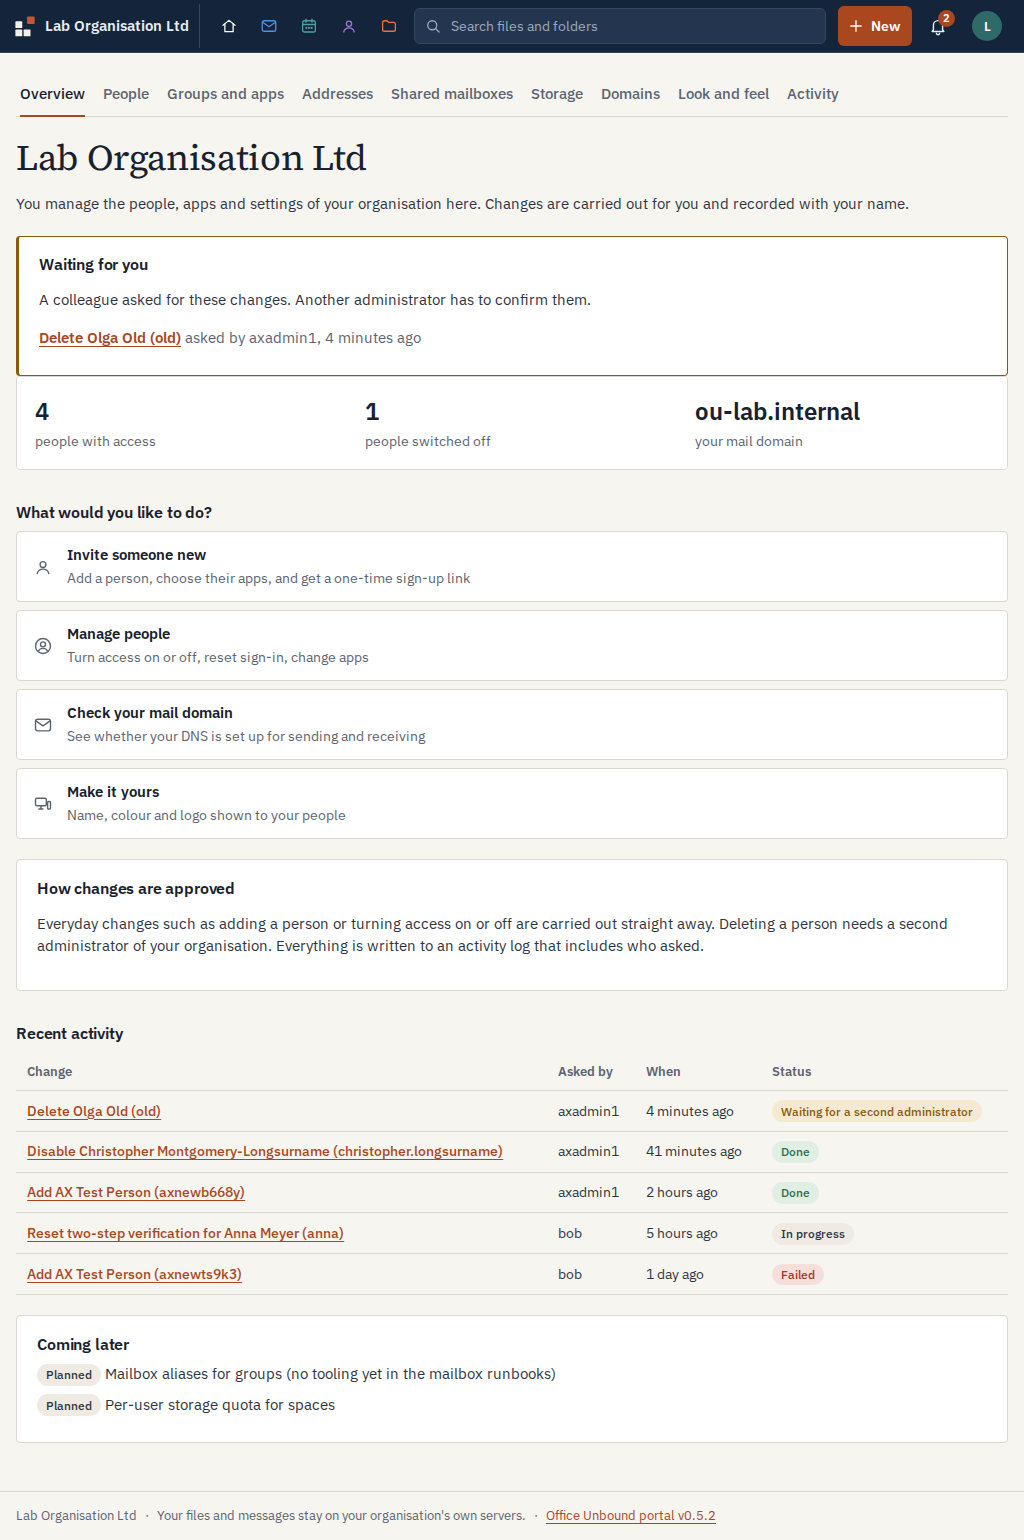 Lab Organisation Ltd
Search files and folders
New
2
L
Overview People Groups and apps Addresses Shared mailboxes Storage Domains Look and feel Activity
Lab Organisation Ltd
You manage the people, apps and settings of your organisation here. Changes are carried out for you and recorded with your name.
Waiting for you
A colleague asked for these changes. Another administrator has to confirm them.
Delete Olga Old (old) asked by axadmin1, 4 minutes ago
4 1 ou-lab.internal
people with access people switched off your mail domain
What would you like to do?
Invite someone new
Add a person, choose their apps, and get a one-time sign-up link
Manage people
Turn access on or off, reset sign-in, change apps
Check your mail domain
See whether your DNS is set up for sending and receiving
Make it yours
Name, colour and logo shown to your people
How changes are approved
Everyday changes such as adding a person or turning access on or off are carried out straight away. Deleting a person needs a second
administrator of your organisation. Everything is written to an activity log that includes who asked.
Recent activity
Change Asked by When Status
Delete Olga Old (old) axadmin1 4 minutes ago Waiting for a second administrator
Disable Christopher Montgomery-Longsurname (christopher.longsurname) axadmin1 41 minutes ago Done
Add AX Test Person (axnewb668y) axadmin1 2 hours ago Done
Reset two-step verification for Anna Meyer (anna) bob 5 hours ago In progress
Add AX Test Person (axnewts9k3) bob 1 day ago Failed
Coming later
Planned Mailbox aliases for groups (no tooling yet in the mailbox runbooks)
Planned Per-user storage quota for spaces
Lab Organisation Ltd · Your files and messages stay on your organisation's own servers. · Office Unbound portal v0.5.2